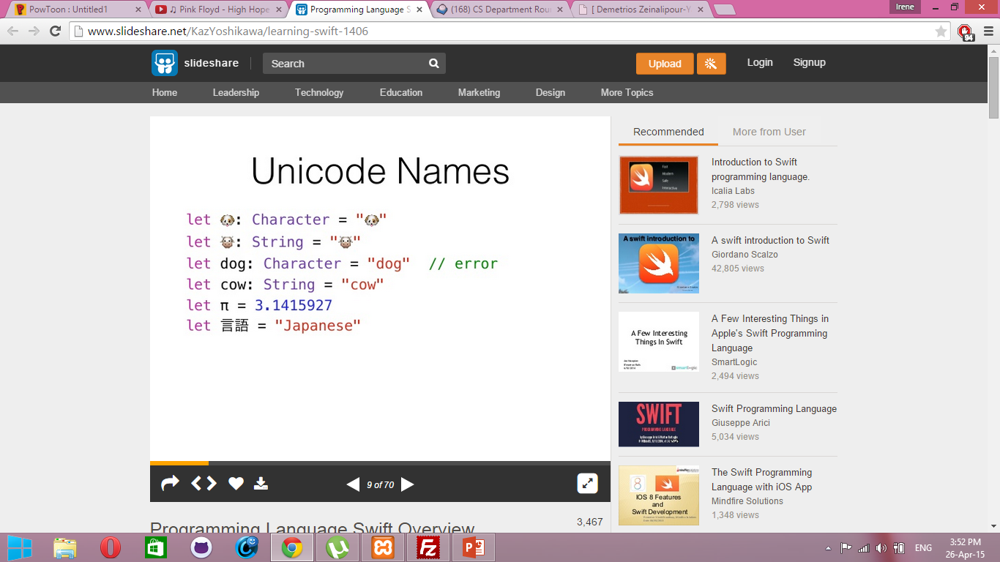 PowToon : Untitled1
♫ Pink Floyd - High Hope
Programming Language S
(168) CS Department Rou
[ Demetrios Zeinalipour-Y
Irene
www.slideshare.net/KazYoshikawa/learning-swift-1406
94
slideshare
Search
Upload
Login
Signup
Home
Leadership
Technology
Education
Marketing
Design
More Topics
Unicode Names
let 🐶: Character = "🐶"
let 🐮: String = "🐮"
let dog: Character = "dog" // error
let cow: String = "cow"
let π = 3.1415927
let 言語 = "Japanese"
9 of 70
Programming Language Swift Overview
3,467
Recommended
More from User
Introduction to Swift
programming language.
Icalia Labs
2,798 views
A swift introduction to
A swift introduction to Swift
Giordano Scalzo
42,805 views
A Few Interesting
Things In Swift
smartlogic
A Few Interesting Things in
Apple's Swift Programming
Language
SmartLogic
2,494 views
SWIFT
PROGRAMMING LANGUAGE
Swift Programming Language
Giuseppe Arici
5,034 views
8
IOS 8 Features
and
Swift Development
The Swift Programming
Language with iOS App
Mindfire Solutions
1,348 views
ENG
3:52 PM
26-Apr-15